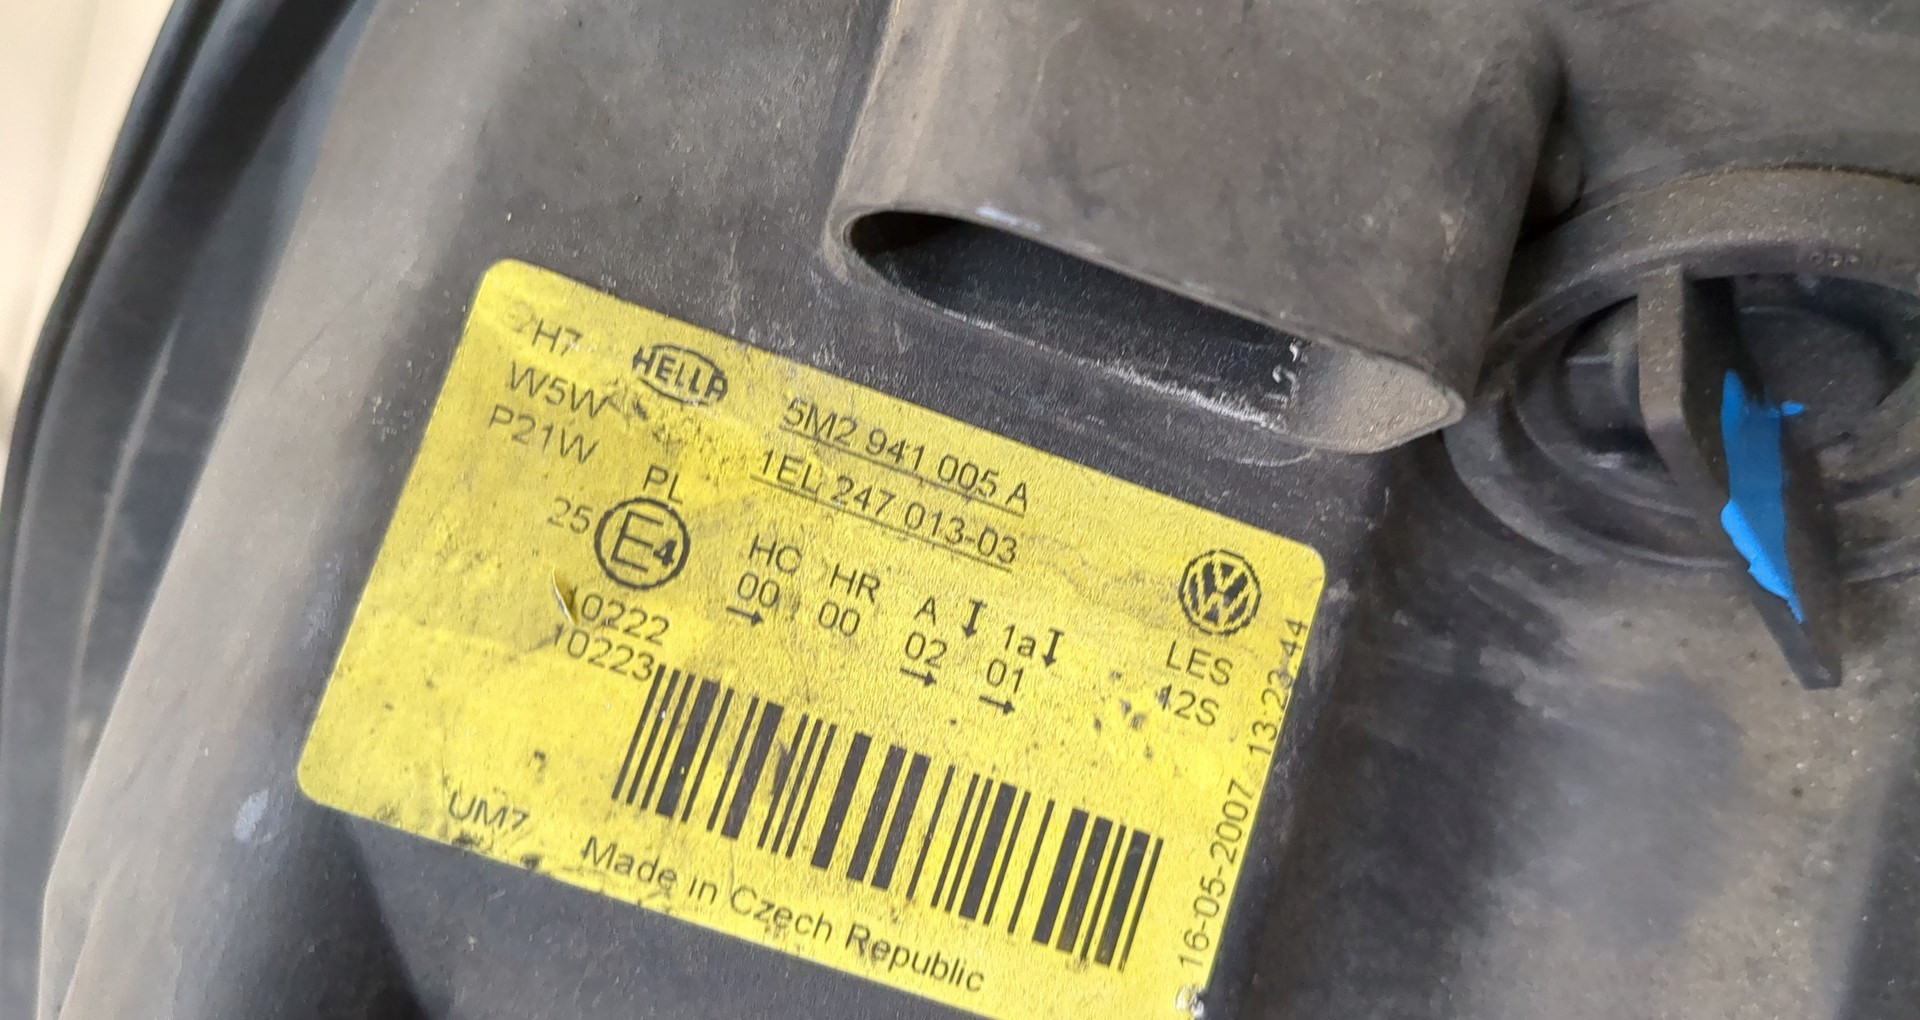 2H7
W5W
P21W
HELLA
5M2 941 005 A
1EL 247 013-03
PL
25 E4
10222
10223
HC HR A 1a
00 00 02 01
→ → →
LES
12S
UM7
Made in Czech Republic
16-05-2007 13:23:44